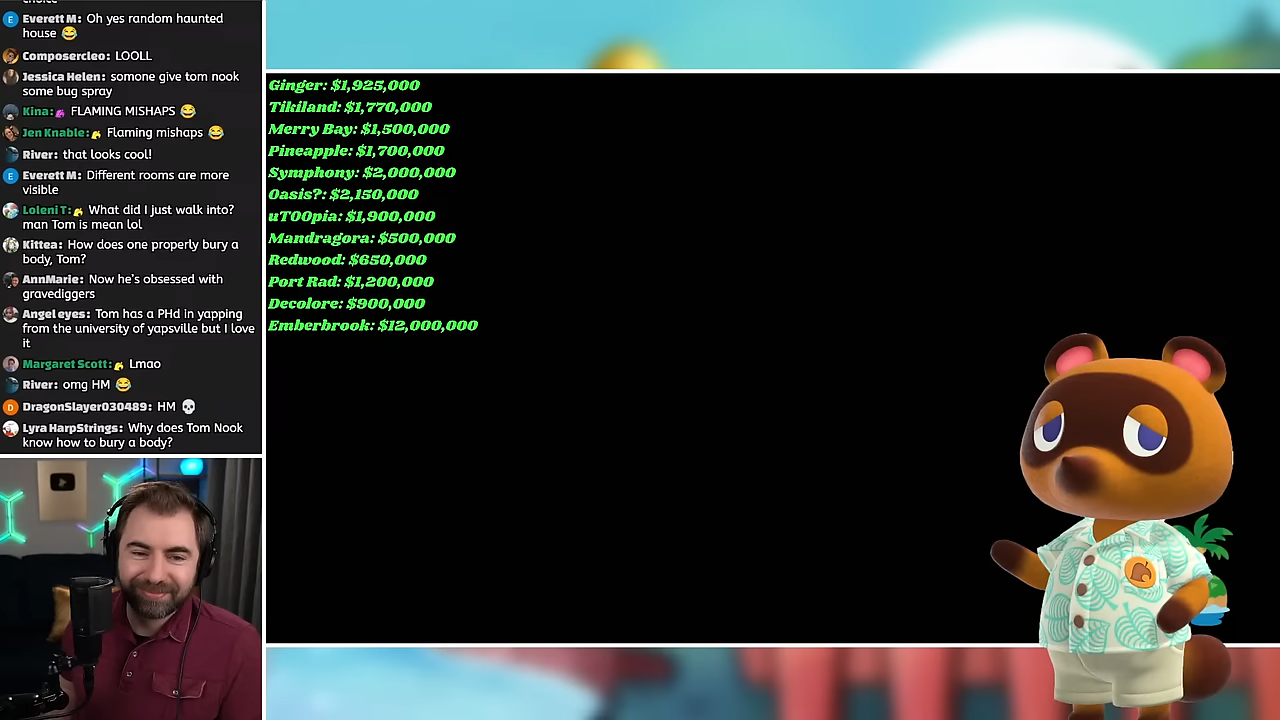 Everett M: Oh yes random haunted
house 😂
Composercleo: LOOLL
Jessica Helen: somone give tom nook
some bug spray
Kina: FLAMING MISHAPS 😂
Jen Knable: Flaming mishaps 😂
River: that looks cool!
Everett M: Different rooms are more
visible
Loleni T: What did I just walk into?
man Tom is mean lol
Kittea: How does one properly bury a
body, Tom?
AnnMarie: Now he's obsessed with
gravediggers
Angel eyes: Tom has a PHd in yapping
from the university of yapsville but I love
it
Margaret Scott: Lmao
River: omg HM 😂
DragonSlayer030489: HM 💀
Lyra HarpStrings: Why does Tom Nook
know how to bury a body?
Ginger: $1,925,000
Tikiland: $1,770,000
Merry Bay: $1,500,000
Pineapple: $1,700,000
Symphony: $2,000,000
Oasis?: $2,150,000
uTOOpia: $1,900,000
Mandragora: $500,000
Redwood: $650,000
Port Rad: $1,200,000
Decolore: $900,000
Emberbrook: $12,000,000